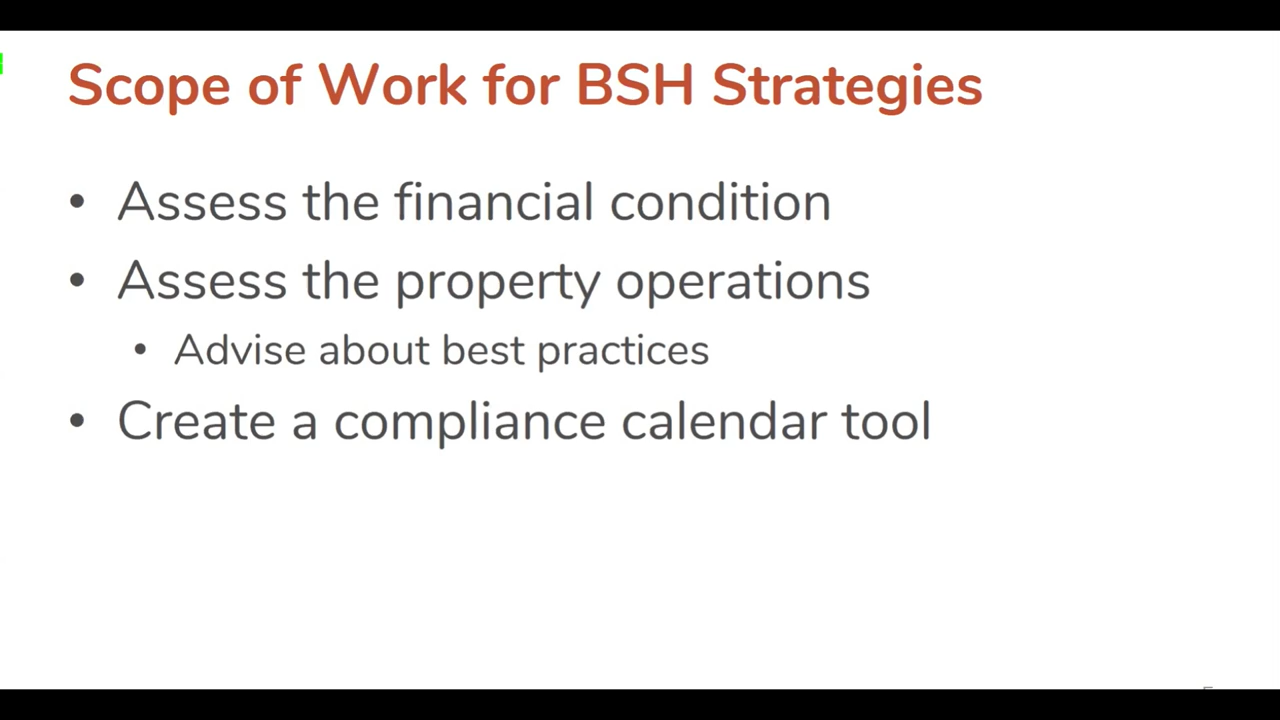 Scope of Work for BSH Strategies
• Assess the financial condition
• Assess the property operations
• Advise about best practices
• Create a compliance calendar tool